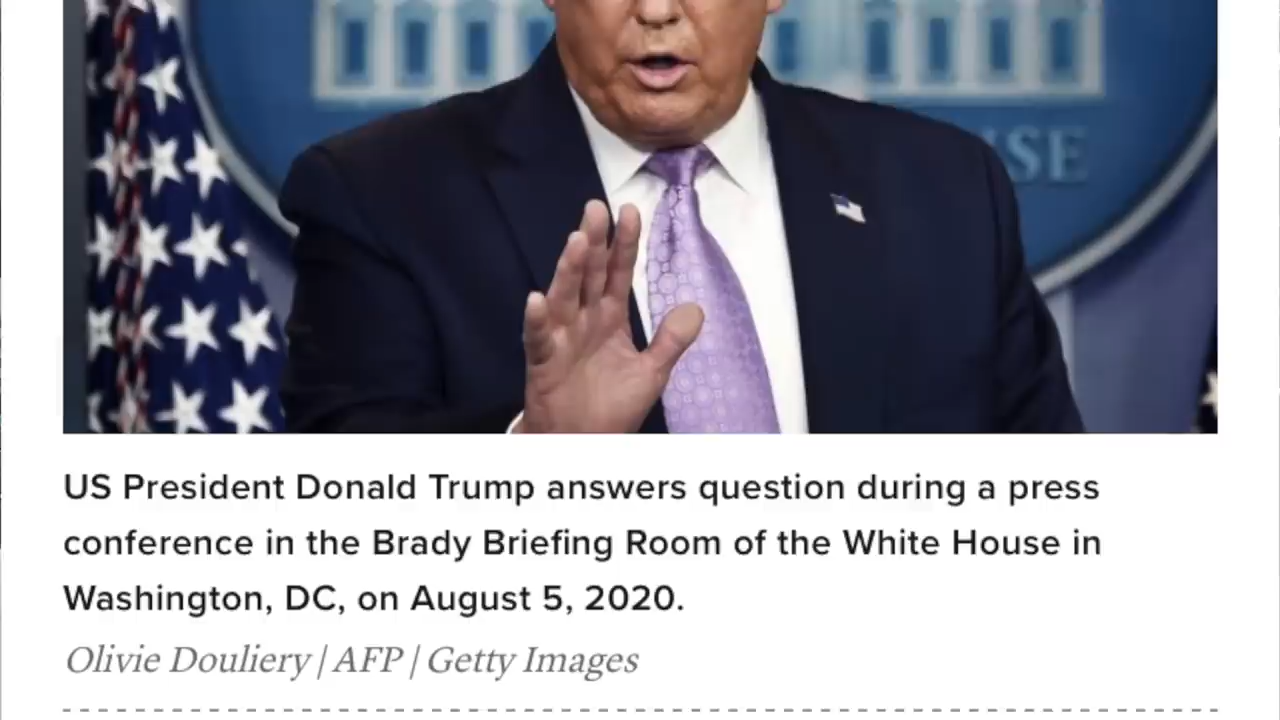 SE
US President Donald Trump answers question during a press
conference in the Brady Briefing Room of the White House in
Washington, DC, on August 5, 2020.
Olivie Douliery | AFP | Getty Images